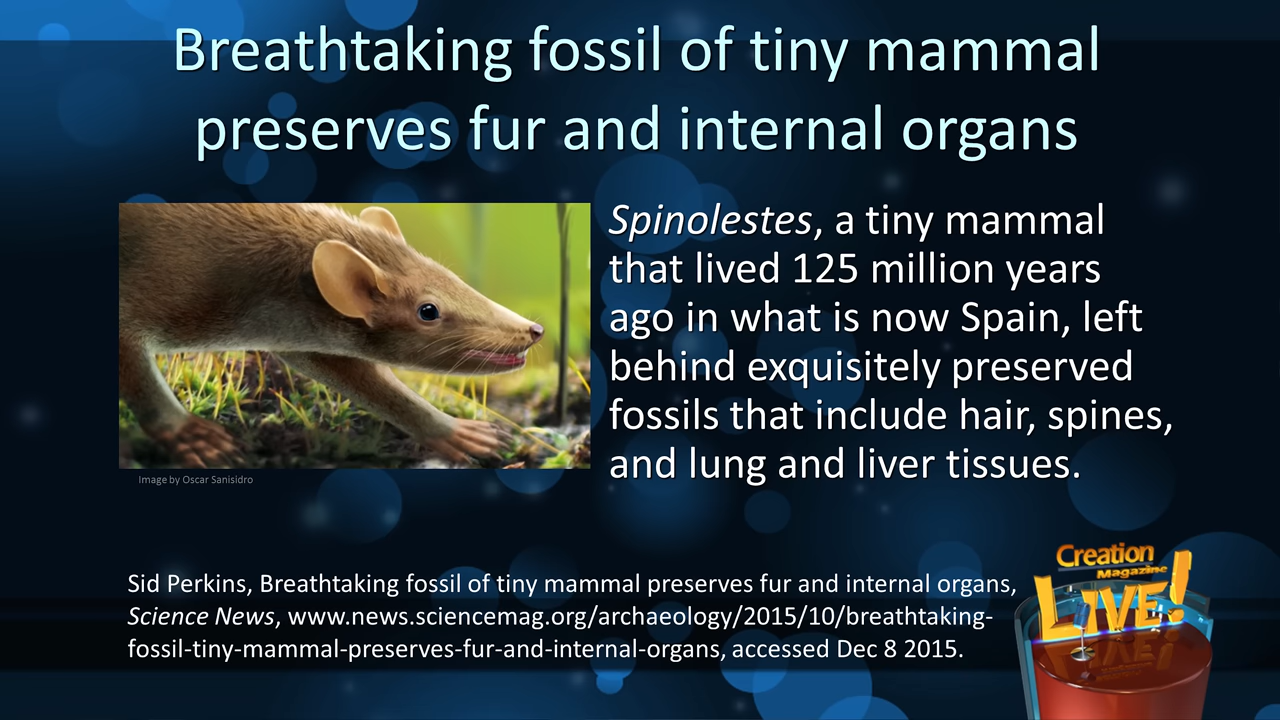 Breathtaking fossil of tiny mammal
preserves fur and internal organs
Spinolestes, a tiny mammal
that lived 125 million years
ago in what is now Spain, left
behind exquisitely preserved
fossils that include hair, spines,
and lung and liver tissues.
Image by Oscar Sanisidro
Sid Perkins, Breathtaking fossil of tiny mammal preserves fur and internal organs,
Science News, www.news.sciencemag.org/archaeology/2015/10/breathtaking-
fossil-tiny-mammal-preserves-fur-and-internal-organs, accessed Dec 8 2015.
Creation
Magazine
LIVE!